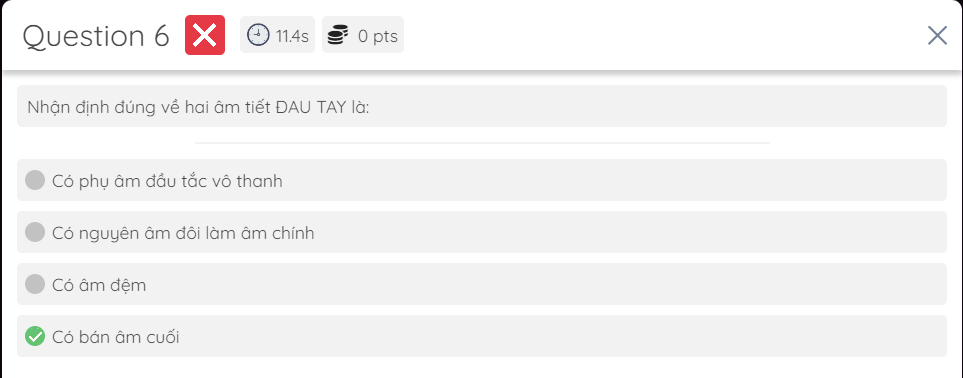 Question 6 11.4s 0 pts
Nhận định đúng về hai âm tiết ĐAU TAY là:
Có phụ âm đầu tắc vô thanh
Có nguyên âm đôi làm âm chính
Có âm đệm
Có bán âm cuối